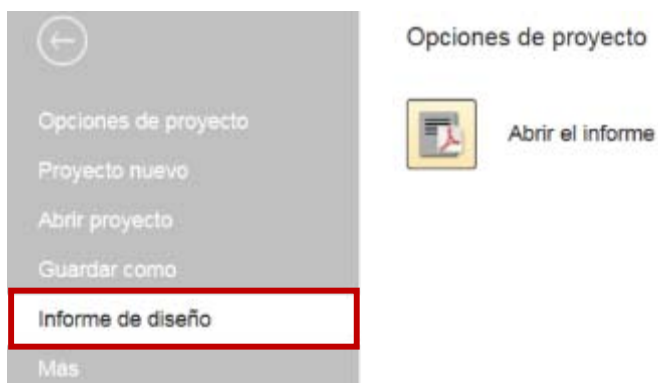 Opciones de proyecto
Proyecto nuevo
Abrir proyecto
Guardar como
Informe de diseño
Más
Opciones de proyecto
Abrir el informe